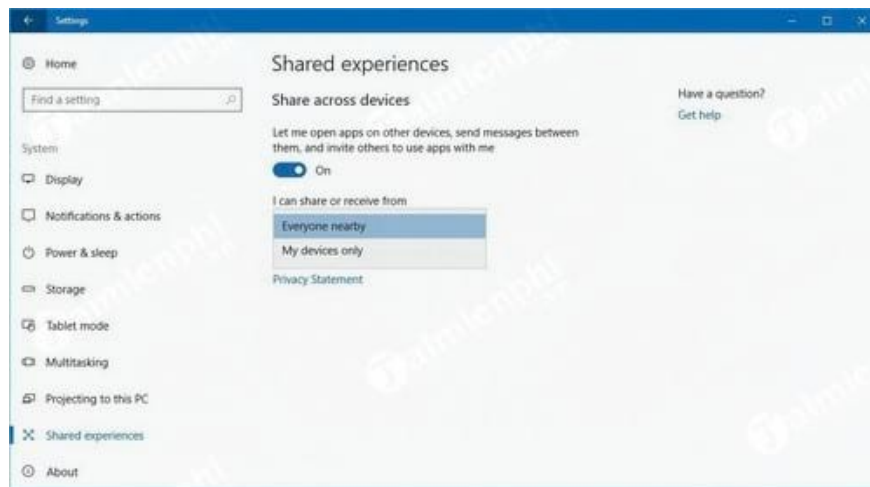 Settings
Home
Find a setting
System
Display
Notifications & actions
Power & sleep
Storage
Tablet mode
Multitasking
Projecting to this PC
Shared experiences
About
Shared experiences
Share across devices
Let me open apps on other devices, send messages between
them, and invite others to use apps with me
On
I can share or receive from
Everyone nearby
My devices only
Privacy Statement
Have a question?
Get help
Taimienphi